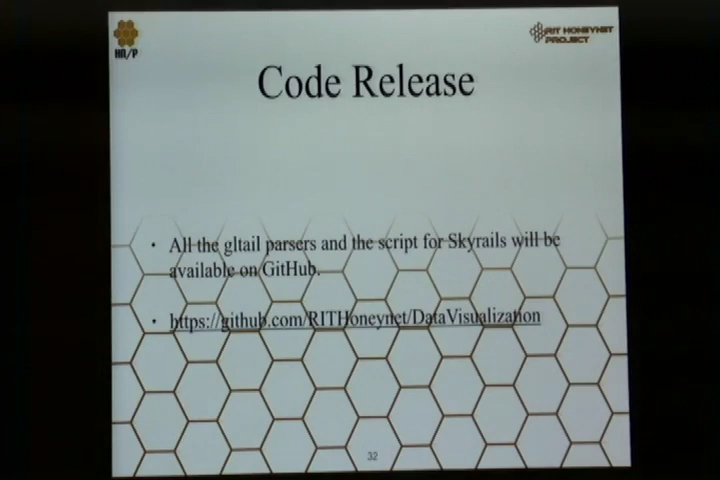 HП/P
RIT HONEYNET
PROJECT
Code Release
• All the gltail parsers and the script for Skyrails will be
available on GitHub.
• https://github.com/RITHoneynet/DataVisualization
32